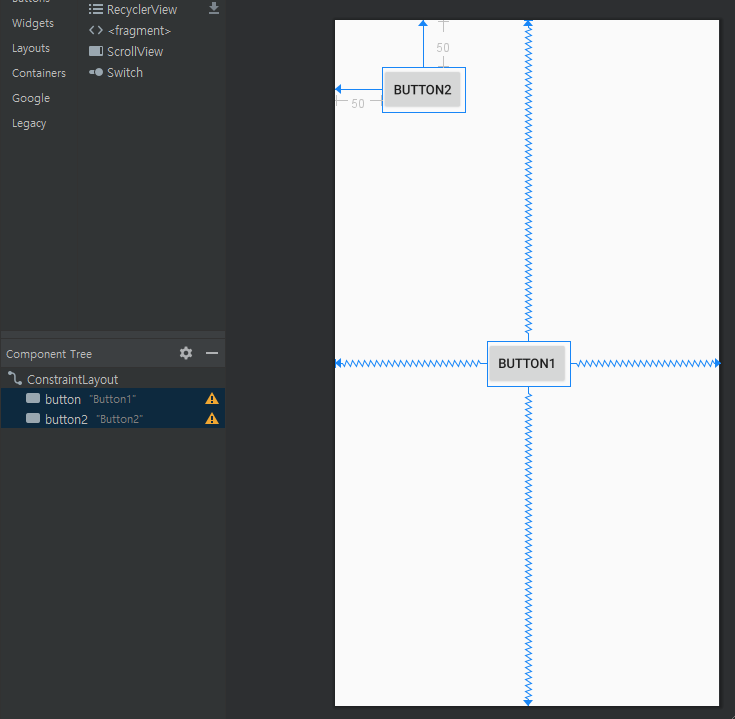 Buttons
Widgets
Layouts
Containers
Google
Legacy
RecyclerView
<fragment>
ScrollView
Switch
Component Tree
ConstraintLayout
button "Button1"
button2 "Button2"
50
BUTTON2
50
BUTTON1